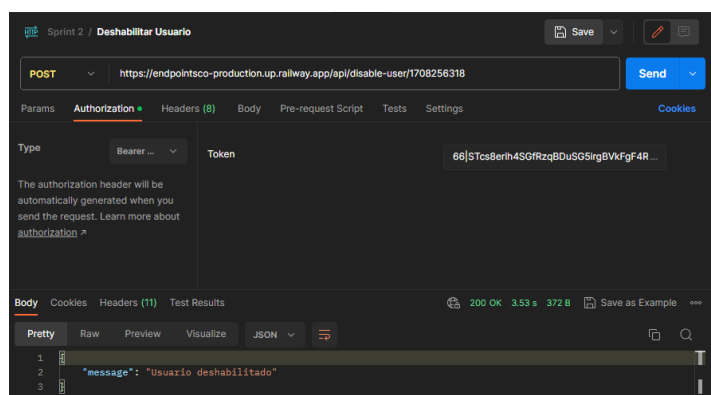 HTTP Sprint 2 / Deshabilitar Usuario Save
POST https://endpointsco-production.up.railway.app/api/disable-user/1708256318 Send
Params Authorization Headers (8) Body Pre-request Script Tests Settings Cookies
Type Bearer ... Token 66|STcs8erih4SGfRzqBDuSG5irgBVkFgF4R...
The authorization header will be
automatically generated when you
send the request. Learn more about
authorization ↗
Body Cookies Headers (11) Test Results 200 OK 3.53 s 372 B Save as Example
Pretty Raw Preview Visualize JSON
1 {
2 "message": "Usuario deshabilitado"
3 }